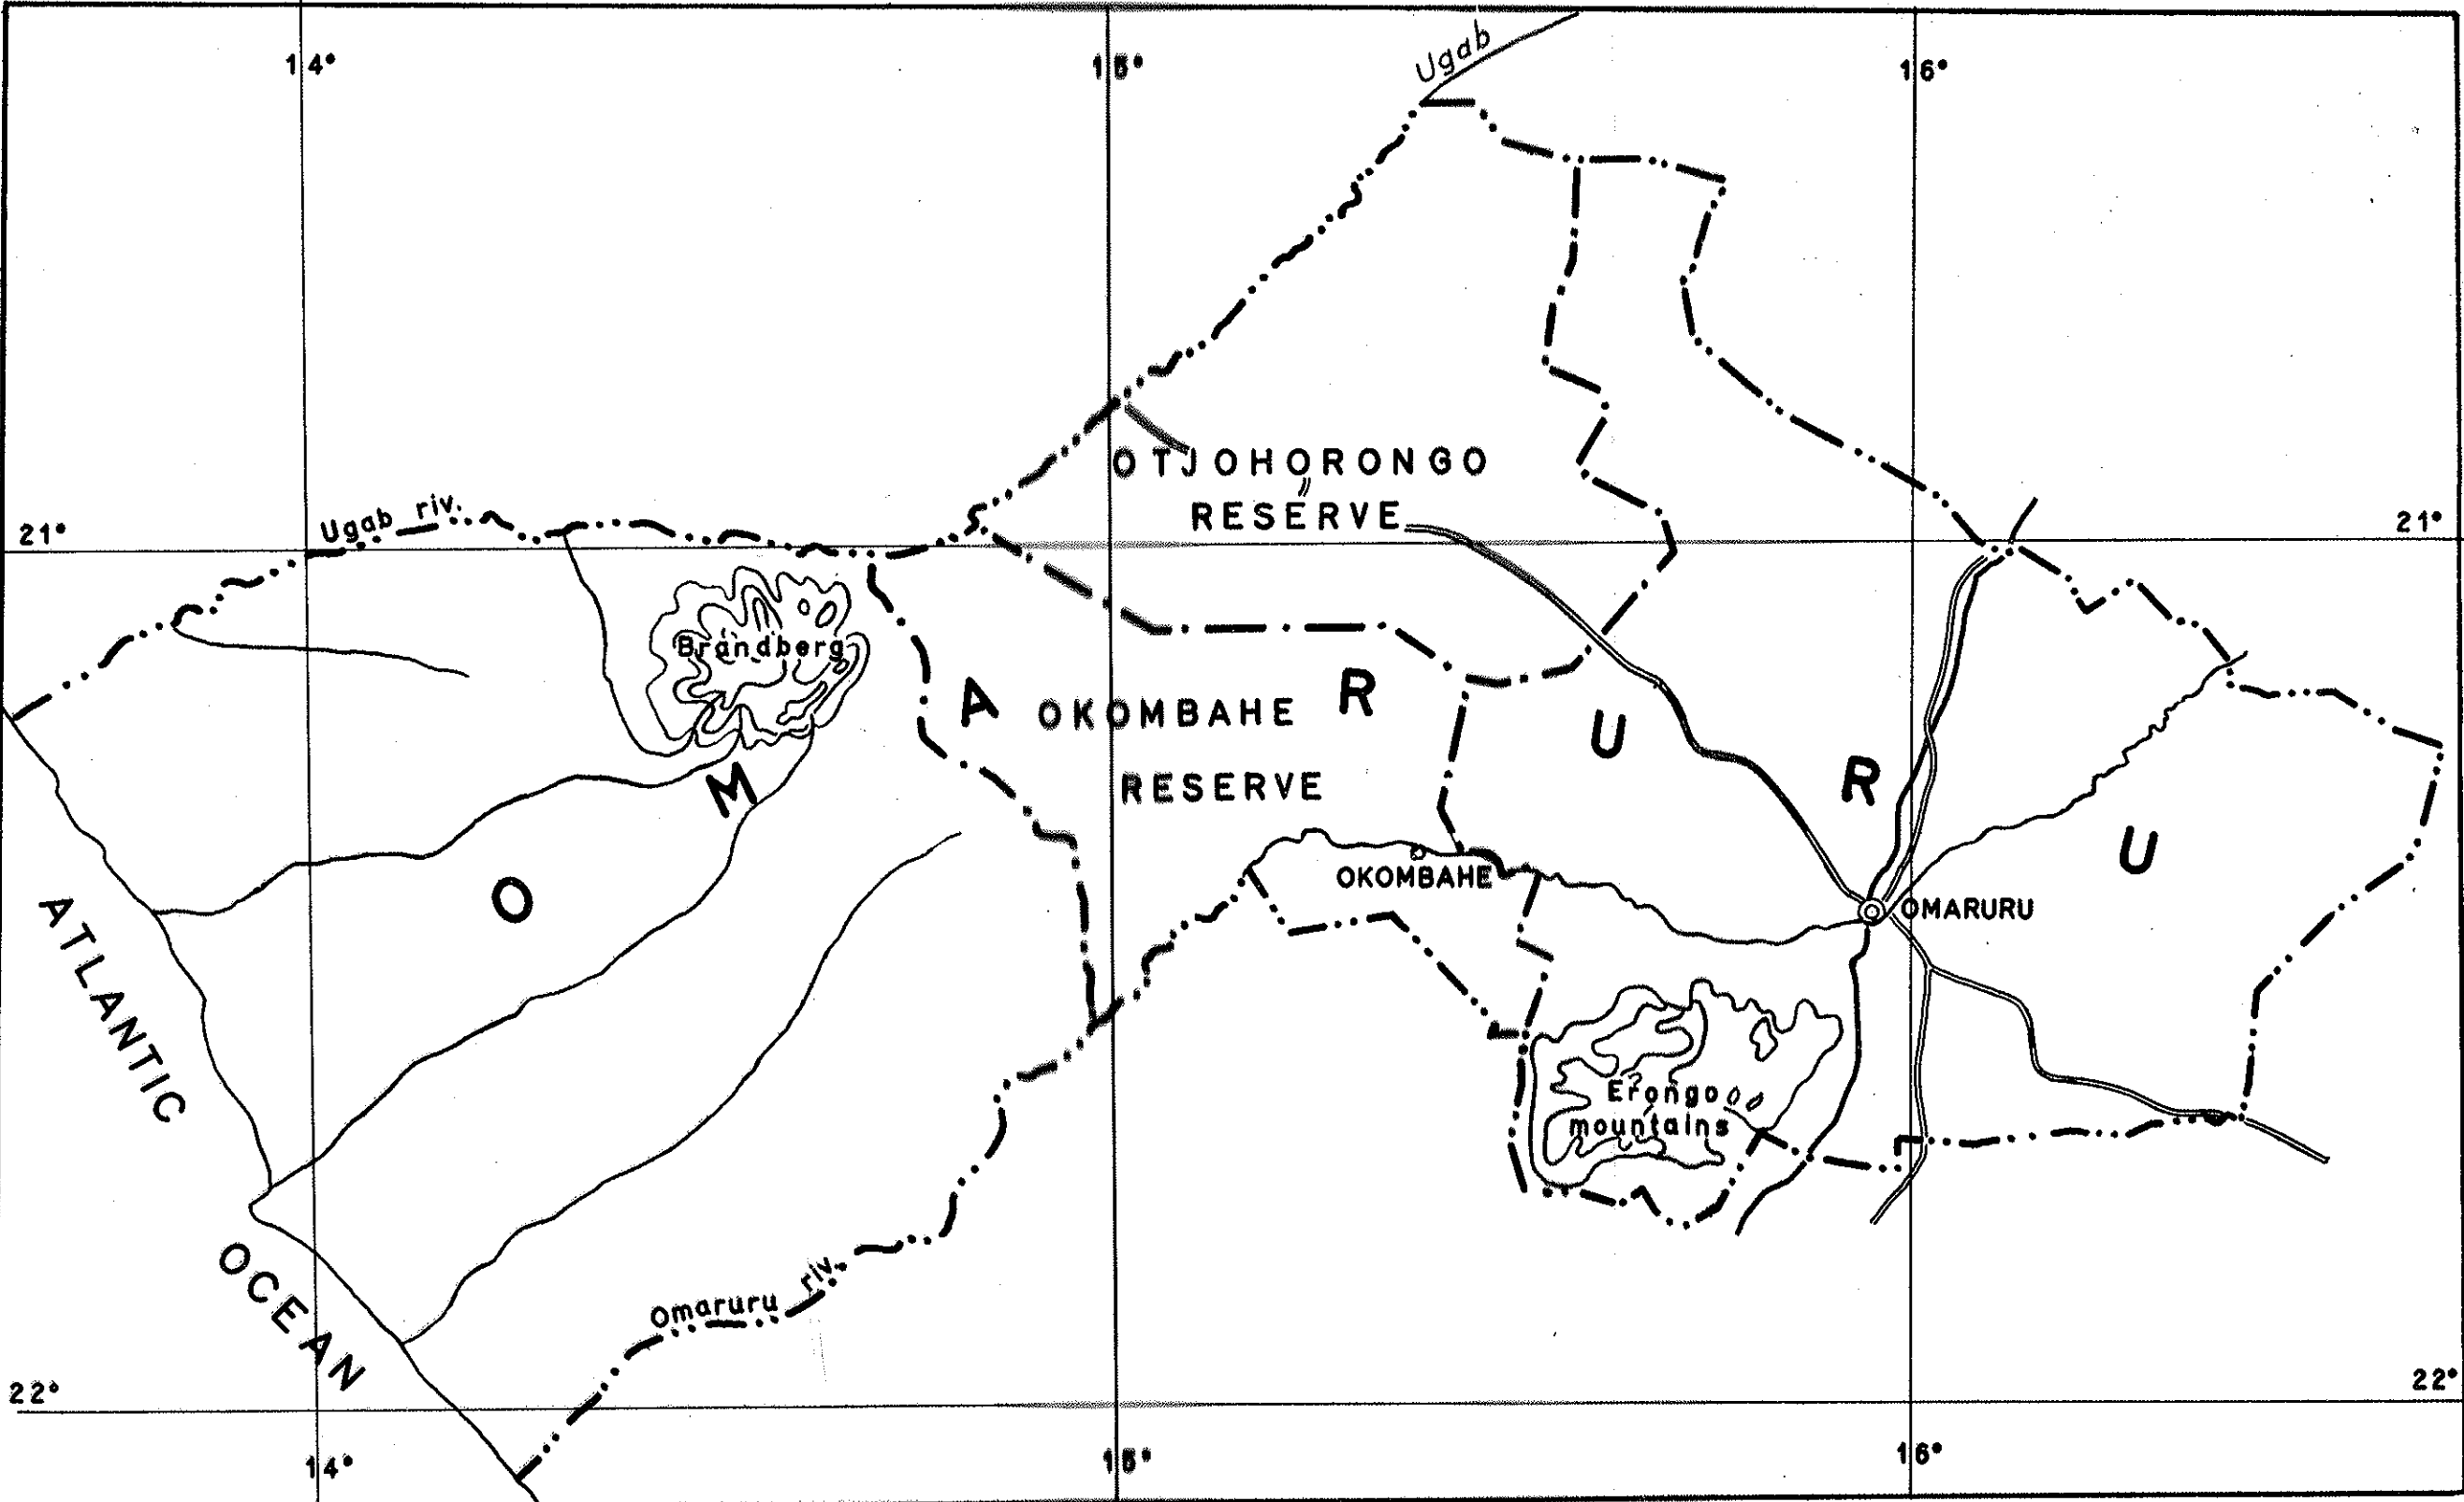 Ugab
14°
15°
16°
OTJOHORONGO
RESERVE
Ugab riv.
21°
21°
Brandberg
OMARURU
OKOMBAHE
RESERVE
OKOMBAHE
OMARURU
ATLANTIC
OCEAN
Erongo
mountains
Omaruru riv.
22°
22°
14°
15°
16°